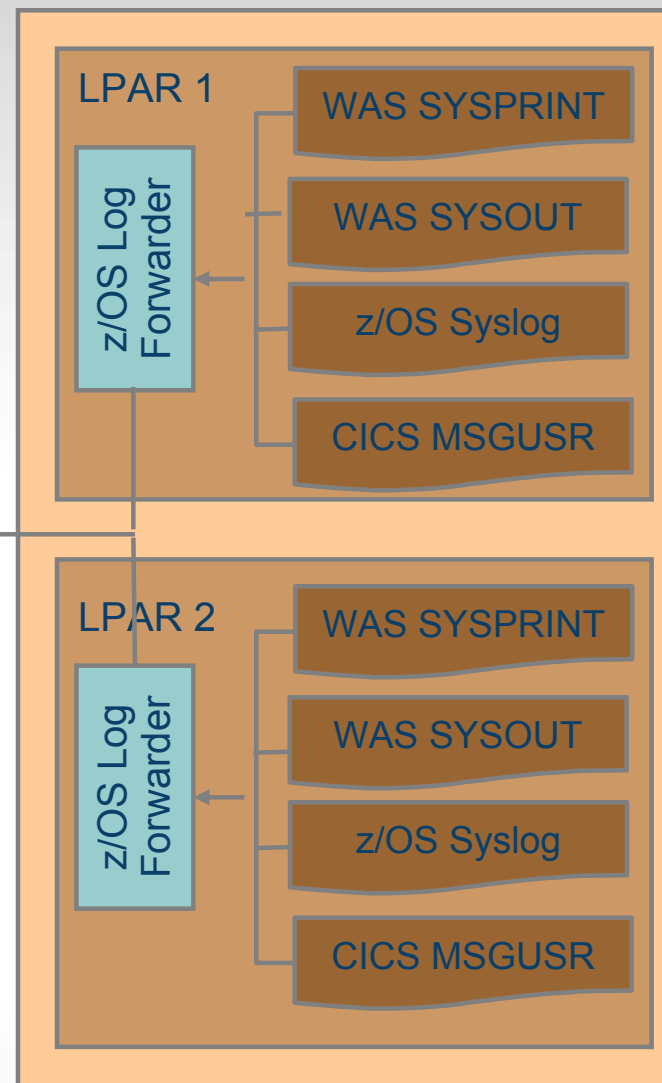 LPAR 1
WAS SYSPRINT
z/OS Log
Forwarder
WAS SYSOUT
z/OS Syslog
CICS MSGUSR
LPAR 2
WAS SYSPRINT
z/OS Log
Forwarder
WAS SYSOUT
z/OS Syslog
CICS MSGUSR